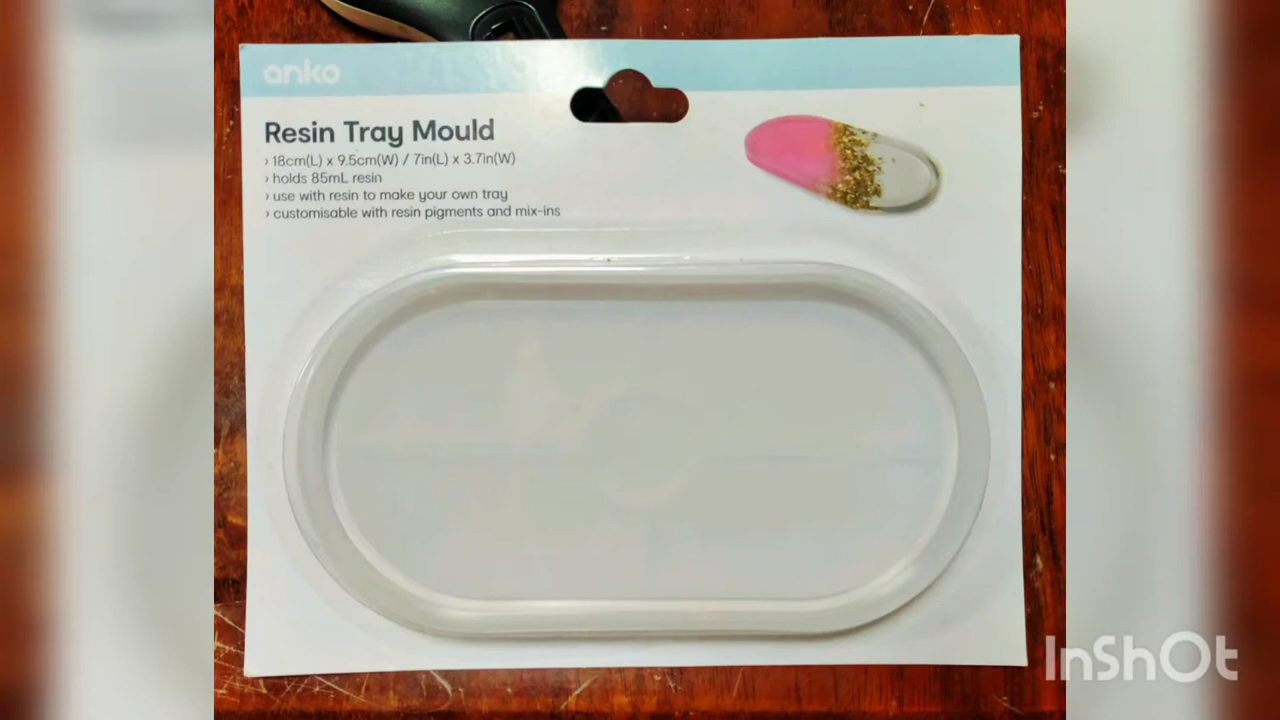 anko
Resin Tray Mould
› 18cm(L) x 9.5cm(W) / 7in(L) x 3.7in(W)
› holds 85mL resin
› use with resin to make your own tray
› customisable with resin pigments and mix-ins
InShOt